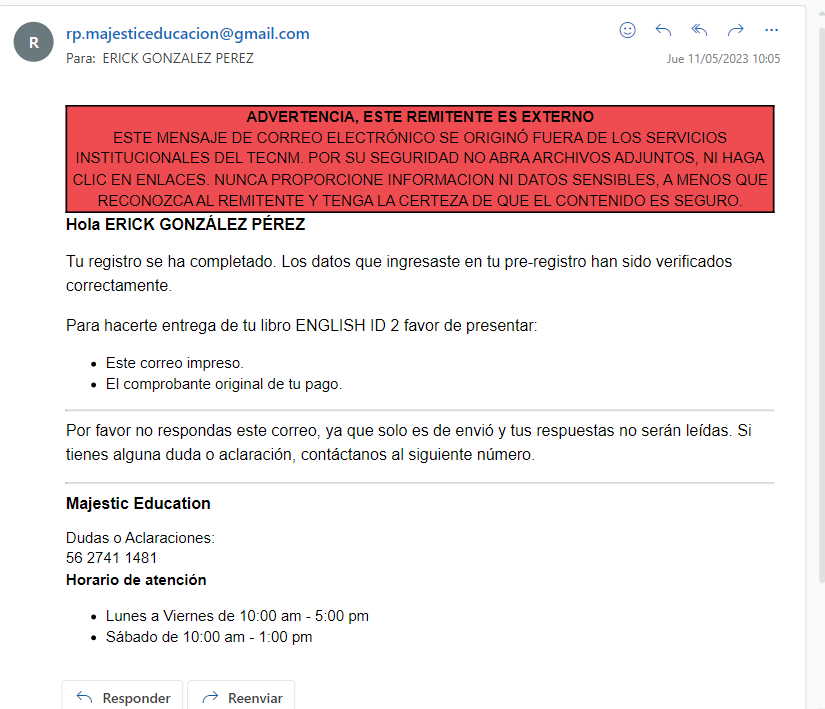 R
rp.majesticeducacion@gmail.com
Para: ERICK GONZALEZ PEREZ
Jue 11/05/2023 10:05
ADVERTENCIA, ESTE REMITENTE ES EXTERNO
ESTE MENSAJE DE CORREO ELECTRÓNICO SE ORIGINÓ FUERA DE LOS SERVICIOS
INSTITUCIONALES DEL TECNM. POR SU SEGURIDAD NO ABRA ARCHIVOS ADJUNTOS, NI HAGA
CLIC EN ENLACES. NUNCA PROPORCIONE INFORMACION NI DATOS SENSIBLES, A MENOS QUE
RECONOZCA AL REMITENTE Y TENGA LA CERTEZA DE QUE EL CONTENIDO ES SEGURO.
Hola ERICK GONZÁLEZ PÉREZ
Tu registro se ha completado. Los datos que ingresaste en tu pre-registro han sido verificados
correctamente.
Para hacerte entrega de tu libro ENGLISH ID 2 favor de presentar:
• Este correo impreso.
• El comprobante original de tu pago.
Por favor no respondas este correo, ya que solo es de envió y tus respuestas no serán leídas. Si
tienes alguna duda o aclaración, contáctanos al siguiente número.
Majestic Education
Dudas o Aclaraciones:
56 2741 1481
Horario de atención
• Lunes a Viernes de 10:00 am - 5:00 pm
• Sábado de 10:00 am - 1:00 pm
Responder
Reenviar